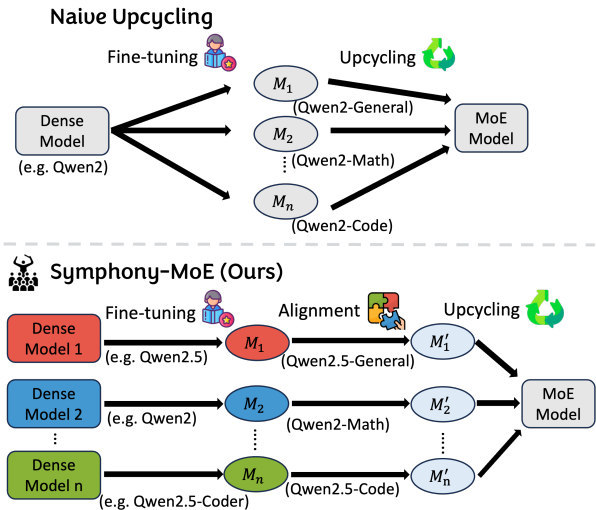 Naive Upcycling
Fine-tuning
Upcycling
Dense
Model
(e.g. Qwen2)
M1
(Qwen2-General)
M2
(Qwen2-Math)
Mn
(Qwen2-Code)
MoE
Model
Symphony-MoE (Ours)
Fine-tuning
Alignment
Upcycling
Dense
Model 1
(e.g. Qwen2.5)
M1
(Qwen2.5-General)
M′1
Dense
Model 2
(e.g. Qwen2)
M2
(Qwen2-Math)
M′2
Dense
Model n
(e.g. Qwen2.5-Coder)
Mn
(Qwen2.5-Code)
M′n
MoE
Model